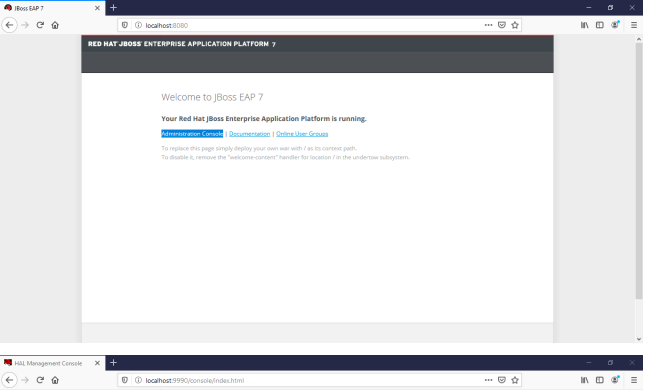 JBoss EAP 7
localhost:8080
RED HAT JBOSS ENTERPRISE APPLICATION PLATFORM 7
Welcome to JBoss EAP 7
Your Red Hat JBoss Enterprise Application Platform is running.
Administration Console | Documentation | Online User Groups
To replace this page simply deploy your own war with / as its context path.
To disable it, remove the "welcome-content" handler for location / in the undertow subsystem.
HAL Management Console
localhost:9990/console/index.html